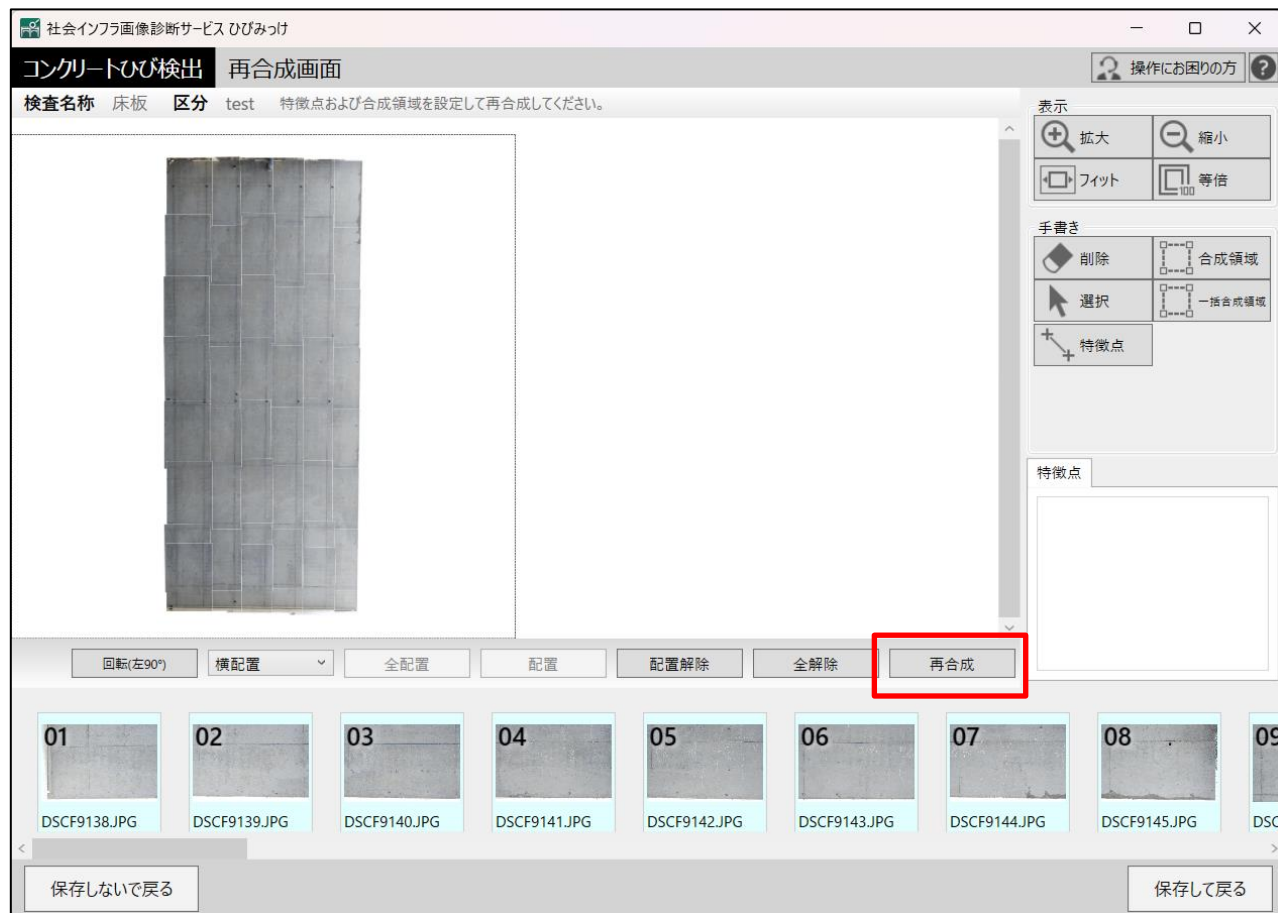 社会インフラ画像診断サービス ひびみっけ
コンクリートひび検出 再合成画面
操作にお困りの方 ?
検査名称 床板 区分 test 特徴点および合成領域を設定して再合成してください。
表示
拡大 縮小
フィット 等倍
100
手書き
削除 合成領域
選択 一括合成領域
特徴点
特徴点
回転(左90°) 横配置 全配置 配置 配置解除 全解除 再合成
01 02 03 04 05 06 07 08 09
DSCF9138.JPG DSCF9139.JPG DSCF9140.JPG DSCF9141.JPG DSCF9142.JPG DSCF9143.JPG DSCF9144.JPG DSCF9145.JPG DSC
保存しないで戻る 保存して戻る